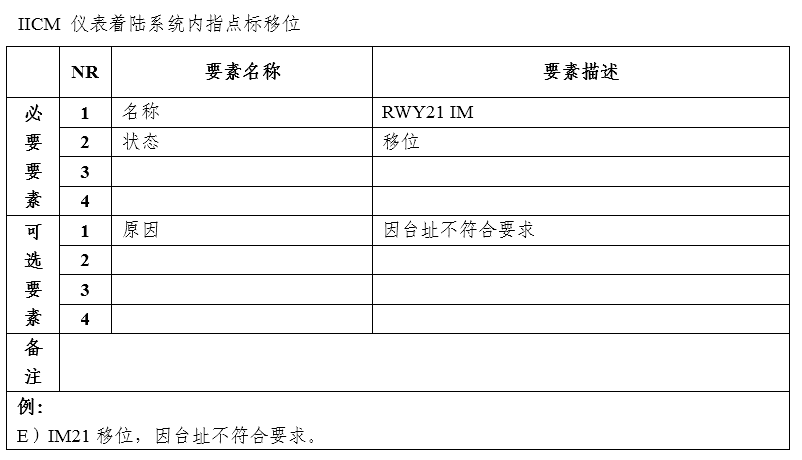 IICM 仪表着陆系统内指点标移位
NR 要素名称 要素描述
必要要素
1 名称 RWY21 IM
2 状态 移位
3
4
可选要素
1 原因 因台址不符合要求
2
3
4
备注
例：
E）IM21 移位，因台址不符合要求。